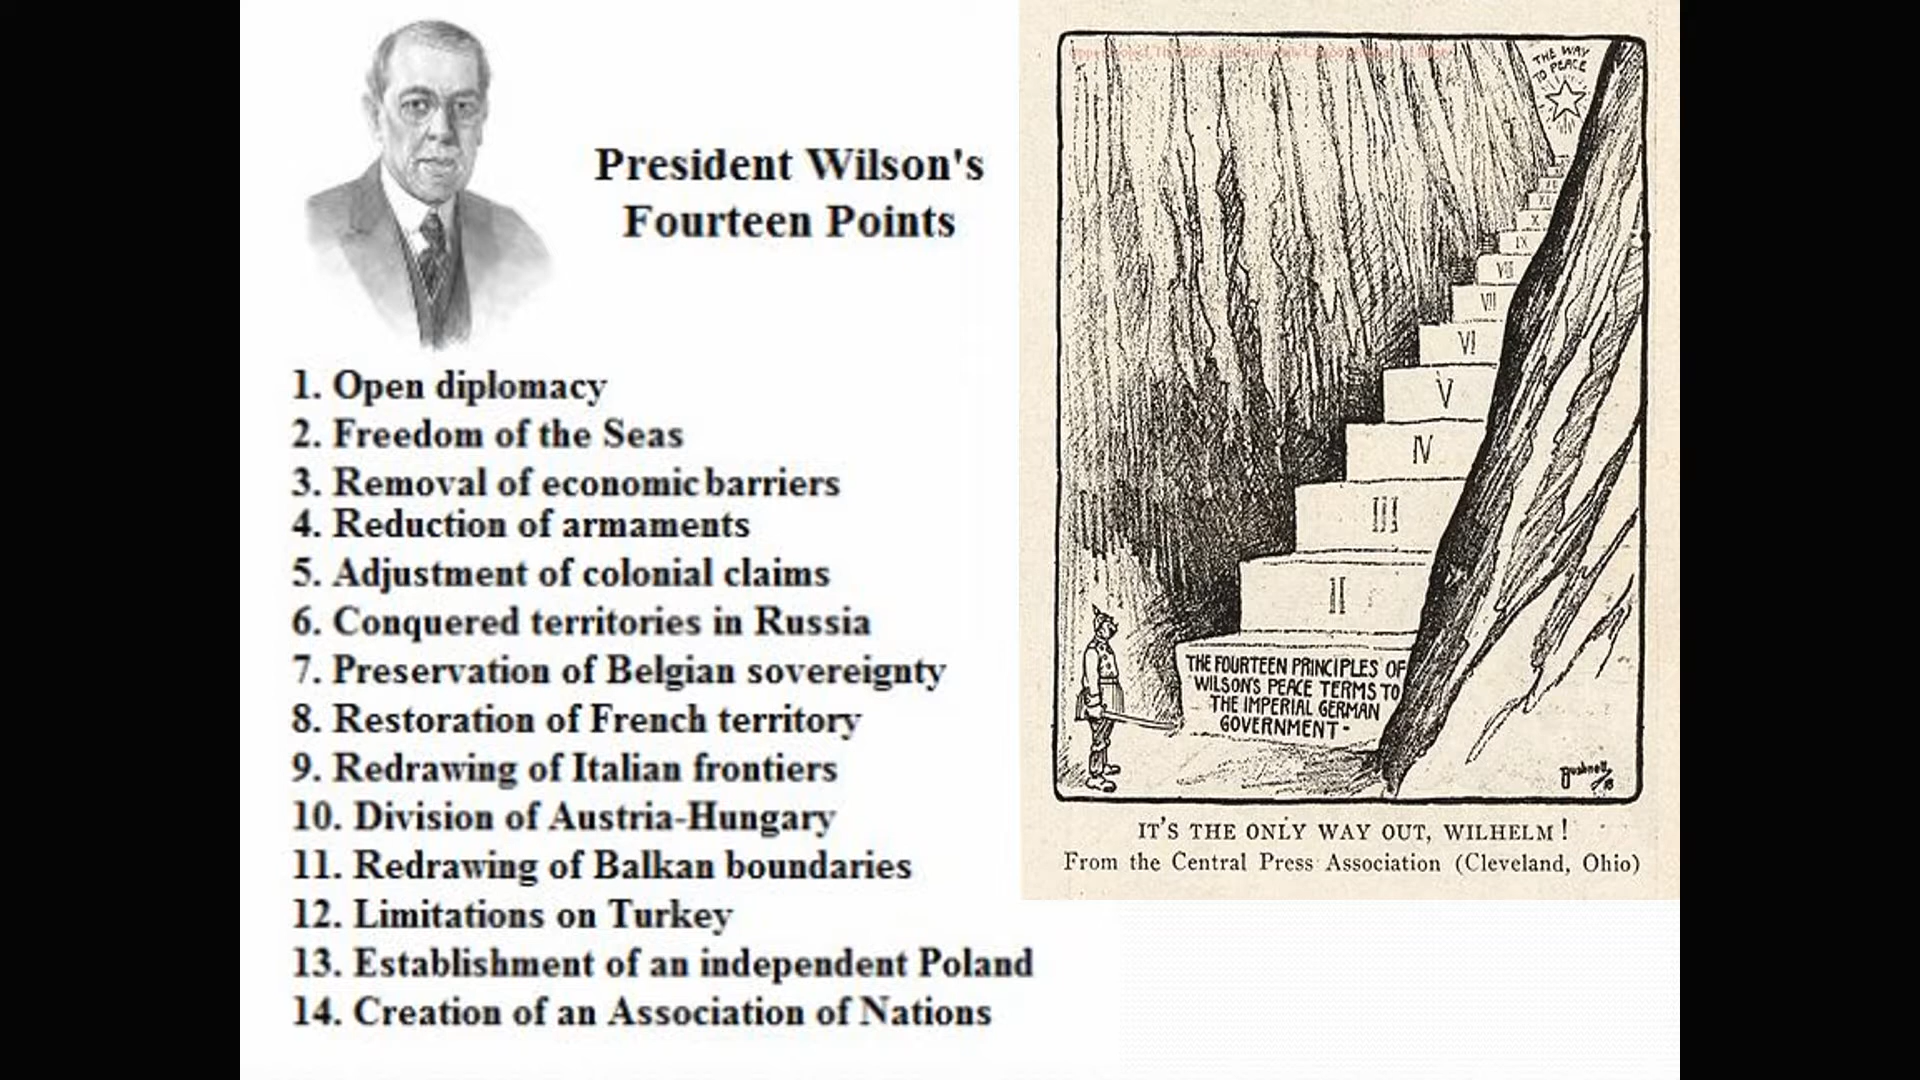 President Wilson's
Fourteen Points
1. Open diplomacy
2. Freedom of the Seas
3. Removal of economic barriers
4. Reduction of armaments
5. Adjustment of colonial claims
6. Conquered territories in Russia
7. Preservation of Belgian sovereignty
8. Restoration of French territory
9. Redrawing of Italian frontiers
10. Division of Austria-Hungary
11. Redrawing of Balkan boundaries
12. Limitations on Turkey
13. Establishment of an independent Poland
14. Creation of an Association of Nations
THE WAY
TO PEACE
X
IX
VII
VI
V
IV
III
II
THE FOURTEEN PRINCIPLES OF
WILSON'S PEACE TERMS TO
THE IMPERIAL GERMAN
GOVERNMENT-
Bushnell
18
IT'S THE ONLY WAY OUT, WILHELM!
From the Central Press Association (Cleveland, Ohio)